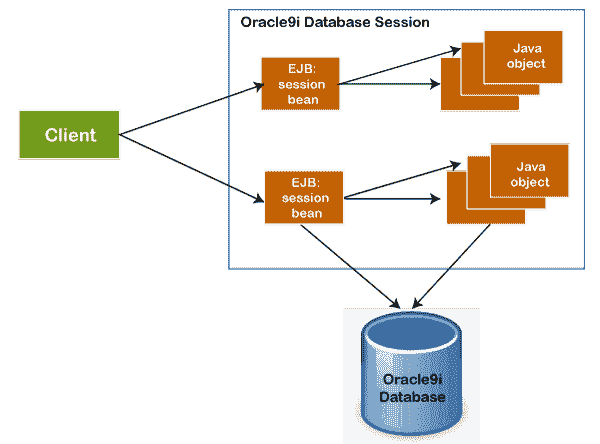 Oracle9i Database Session
EJB:
session
bean
Java
object
Client
EJB:
session
bean
Java
object
Oracle9i
Database